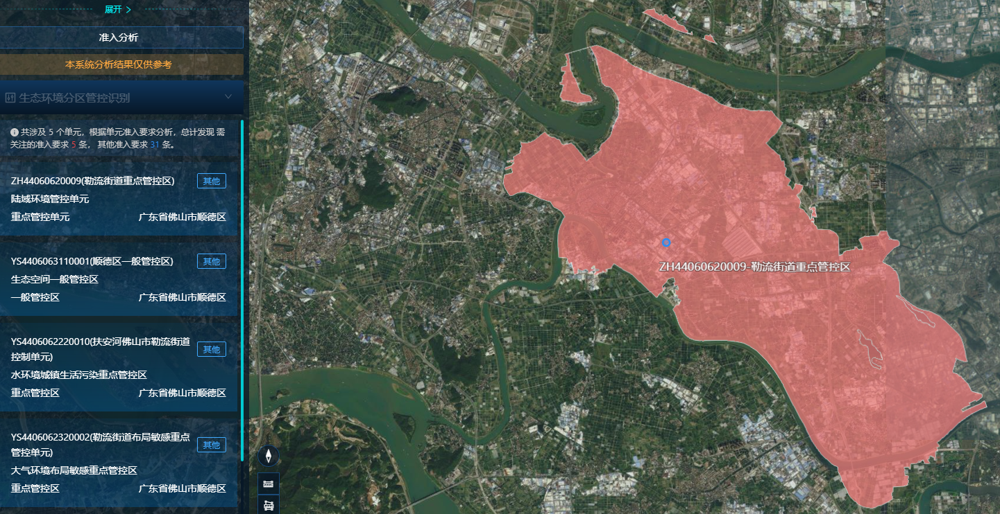 展开
准入分析
本系统分析结果仅供参考
生态环境分区管控识别
共涉及 5 个单元，根据单元准入要求分析，总计发现 需
关注的准入要求 5 条， 其他准入要求 31 条。
ZH44060620009(勒流街道重点管控区)
其他
陆域环境管控单元
重点管控单元
广东省佛山市顺德区
YS4406063110001(顺德区一般管控区)
其他
生态空间一般管控区
一般管控区
广东省佛山市顺德区
YS4406062220010(扶安河佛山市勒流街道
控制单元)
其他
水环境城镇生活污染重点管控区
重点管控区
广东省佛山市顺德区
YS4406062320002(勒流街道布局敏感重点
管控单元)
其他
大气环境布局敏感重点管控区
重点管控区
广东省佛山市顺德区
ZH44060620009-勒流街道重点管控区